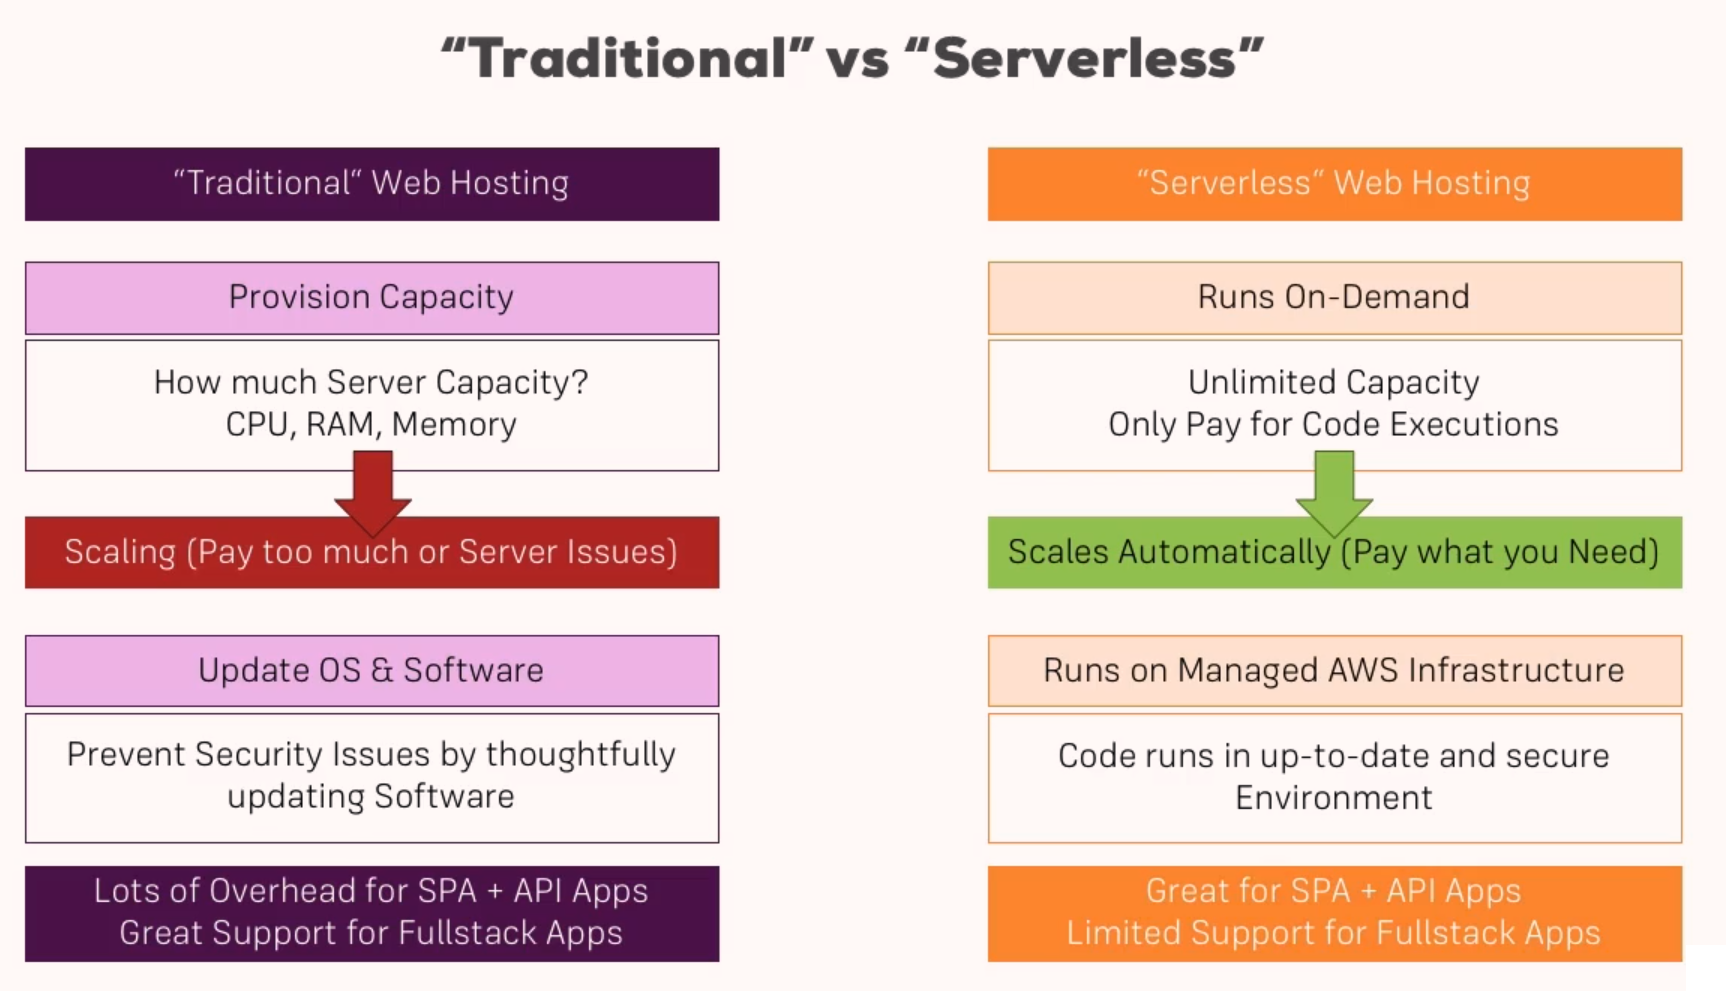 “Traditional” vs “Serverless”
“Traditional“ Web Hosting
Provision Capacity
How much Server Capacity?
CPU, RAM, Memory
Scaling (Pay too much or Server Issues)
Update OS & Software
Prevent Security Issues by thoughtfully
updating Software
Lots of Overhead for SPA + API Apps
Great Support for Fullstack Apps
“Serverless“ Web Hosting
Runs On-Demand
Unlimited Capacity
Only Pay for Code Executions
Scales Automatically (Pay what you Need)
Runs on Managed AWS Infrastructure
Code runs in up-to-date and secure
Environment
Great for SPA + API Apps
Limited Support for Fullstack Apps